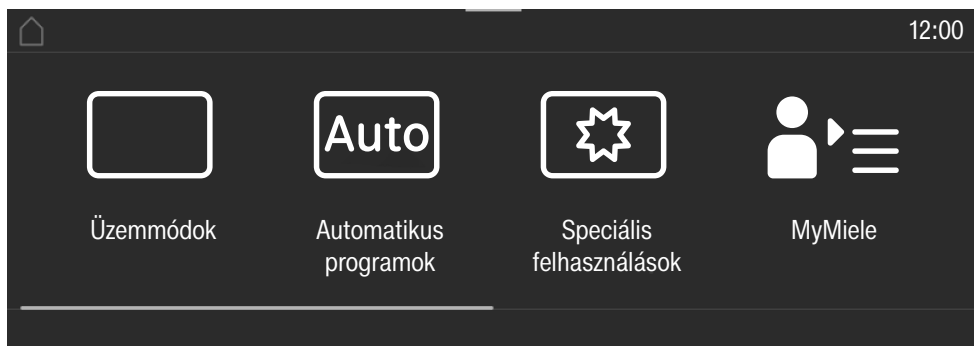 12:00
Auto
Üzemmódok
Automatikus
programok
Speciális
felhasználások
MyMiele